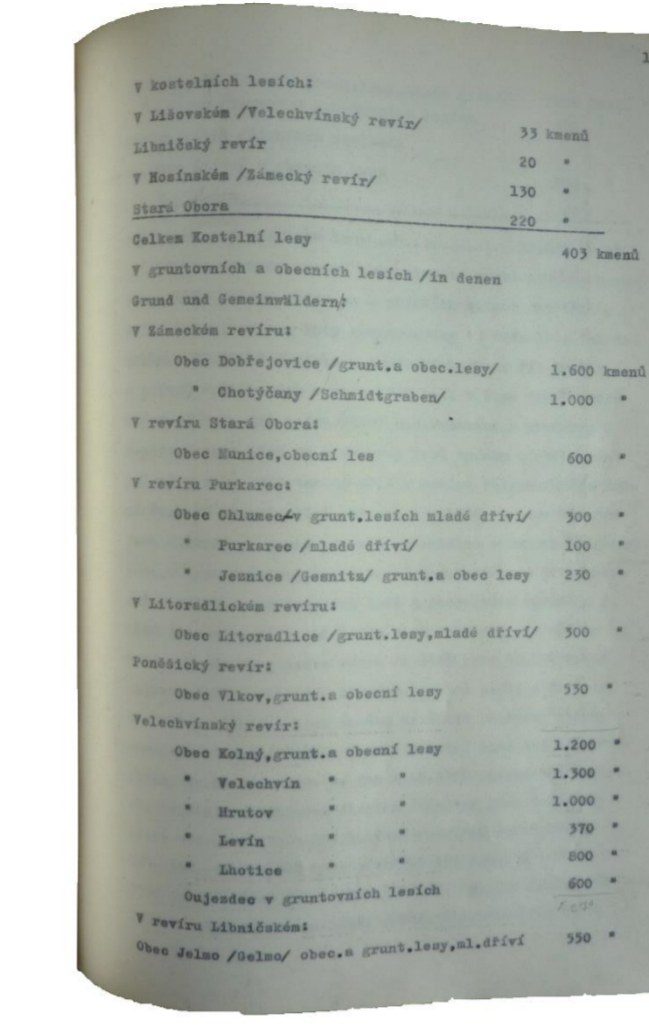 1
V kostelních lesích:
V Lišovském /Velechvínský revír/ 33 kmenů
Libničský revír 20 "
V Hosínském /Zámecký revír/ 130 "
Stará Obora 220 "
Celkem Kostelní lesy 403 kmenů
V gruntovních a obecních lesích /in denen
Grund und Gemeinwäldern/:
V Zámeckém revíru:
Obec Dobřejovice /grunt.a obec.lesy/ 1.600 kmenů
" Chotýčany /Schmidtgraben/ 1.000 "
V revíru Stará Obora:
Obec Munice,obecní les 600 "
V revíru Purkarec:
Obec Chlumec/v grunt.lesích mladé dříví/ 300 "
" Purkarec /mladé dříví/ 100 "
" Jesnice /Gesnitz/ grunt.a obec lesy 230 "
V Litoradlickém revíru:
Obec Litoradlice /grunt.lesy,mladé dříví/ 300 "
Poněšický revír:
Obec Vlkov,grunt.a obecní lesy 530 "
Velechvínský revír:
Obec Kolný,grunt.a obecní lesy 1.200 "
" Velechvín " " 1.300 "
" Hrutov " " 1.000 "
" Levín " " 370 "
" Lhotice " " 800 "
Oujezdec v gruntovních lesích 600 "
V revíru Libničském:
Obec Jelmo /Gelmo/ obec.a grunt.lesy,ml.dříví 550 "